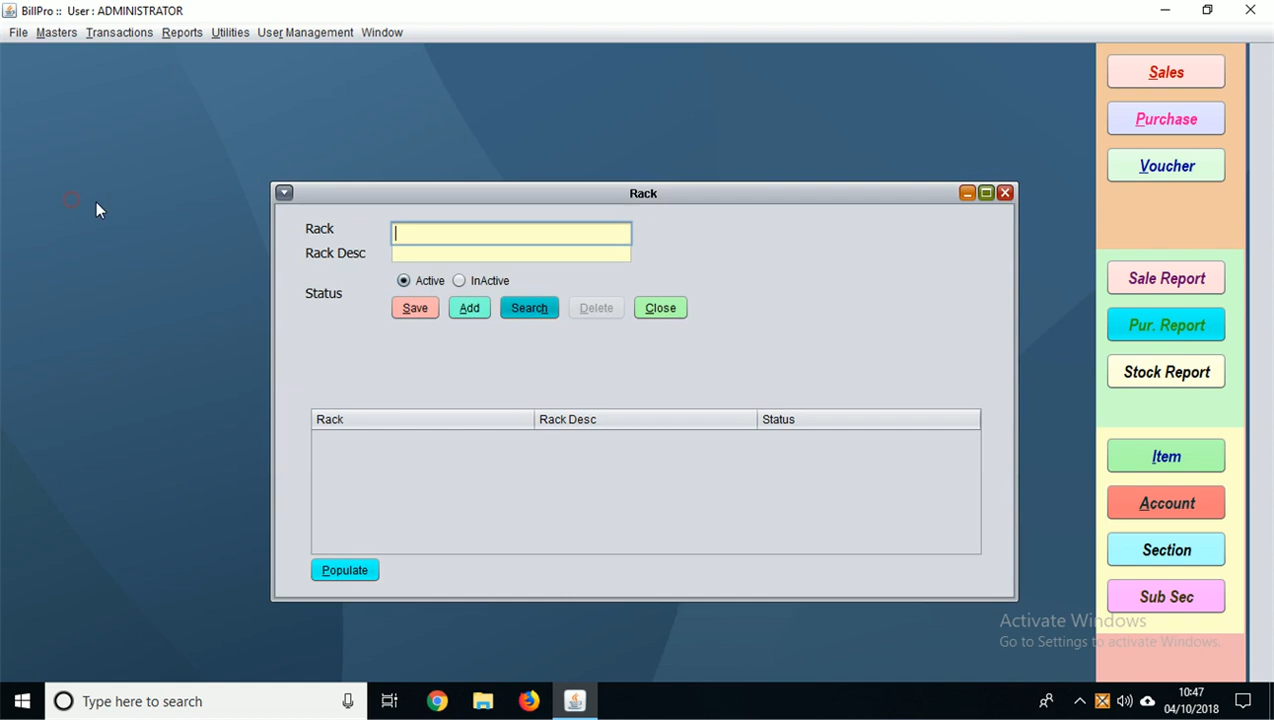 BillPro :: User : ADMINISTRATOR
File Masters Transactions Reports Utilities User Management Window
Sales
Purchase
Voucher
Sale Report
Pur. Report
Stock Report
Item
Account
Section
Sub Sec
Rack
Rack
Rack Desc
Active InActive
Status
Save Add Search Delete Close
Rack Rack Desc Status
Populate
Activate Windows
Go to Settings to activate Windows.
Type here to search
10:47
04/10/2018